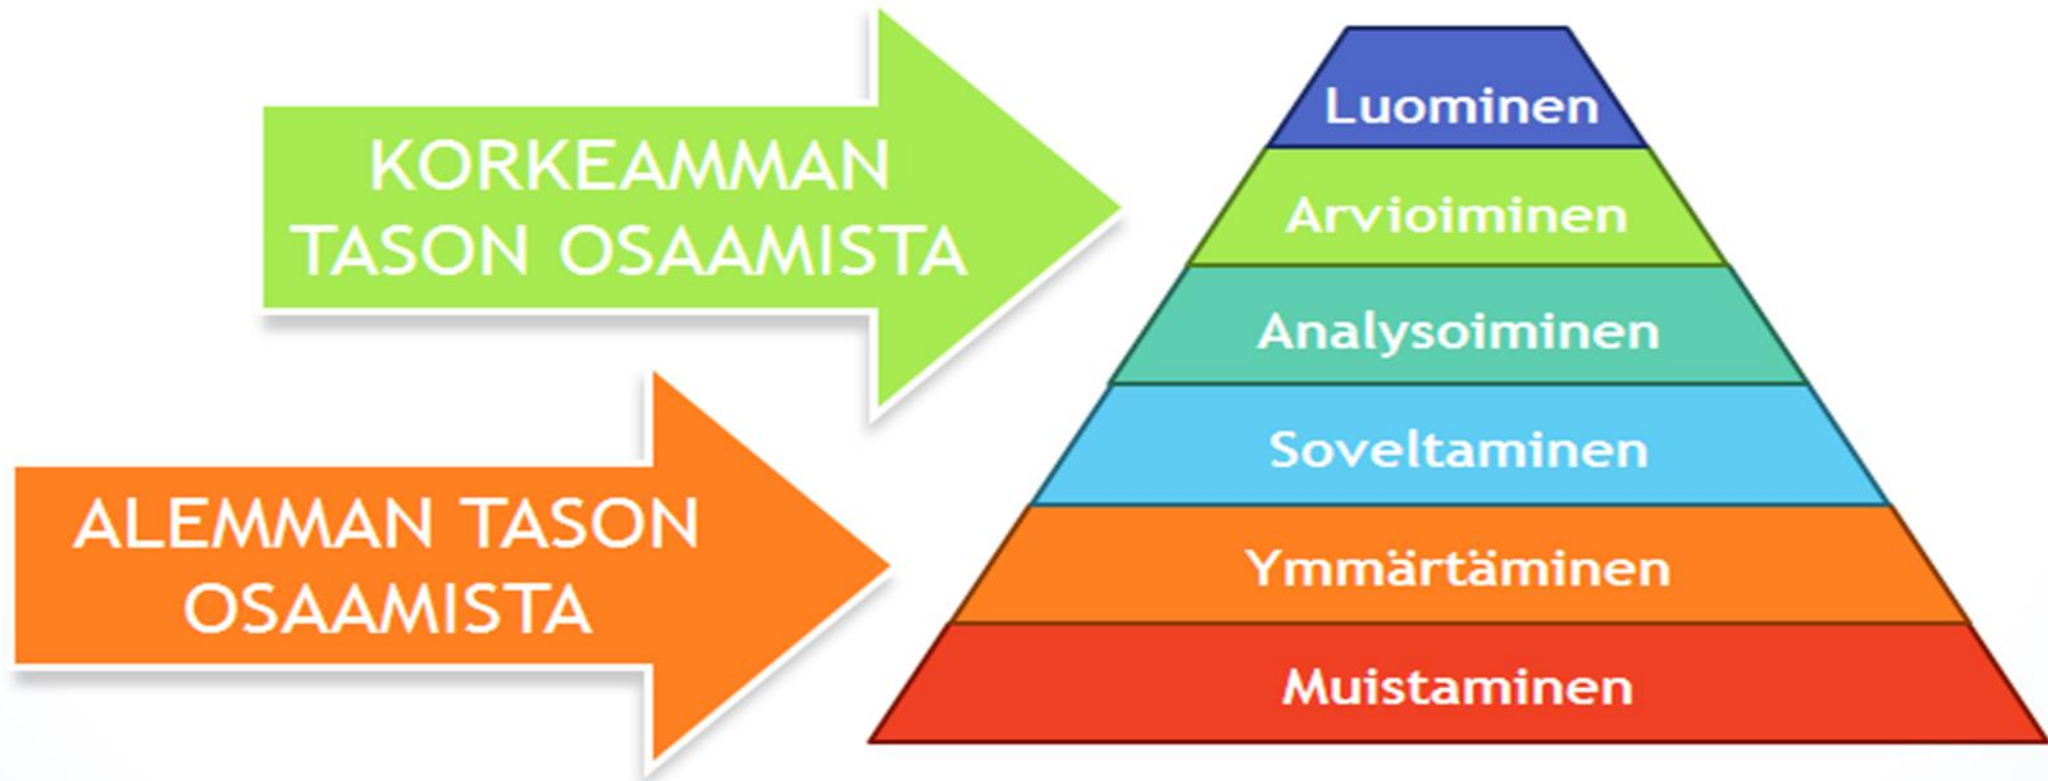 KORKEAMMAN
TASON OSAAMISTA
ALEMMAN TASON
OSAAMISTA
Luominen
Arvioiminen
Analysoiminen
Soveltaminen
Ymmärtäminen
Muistaminen